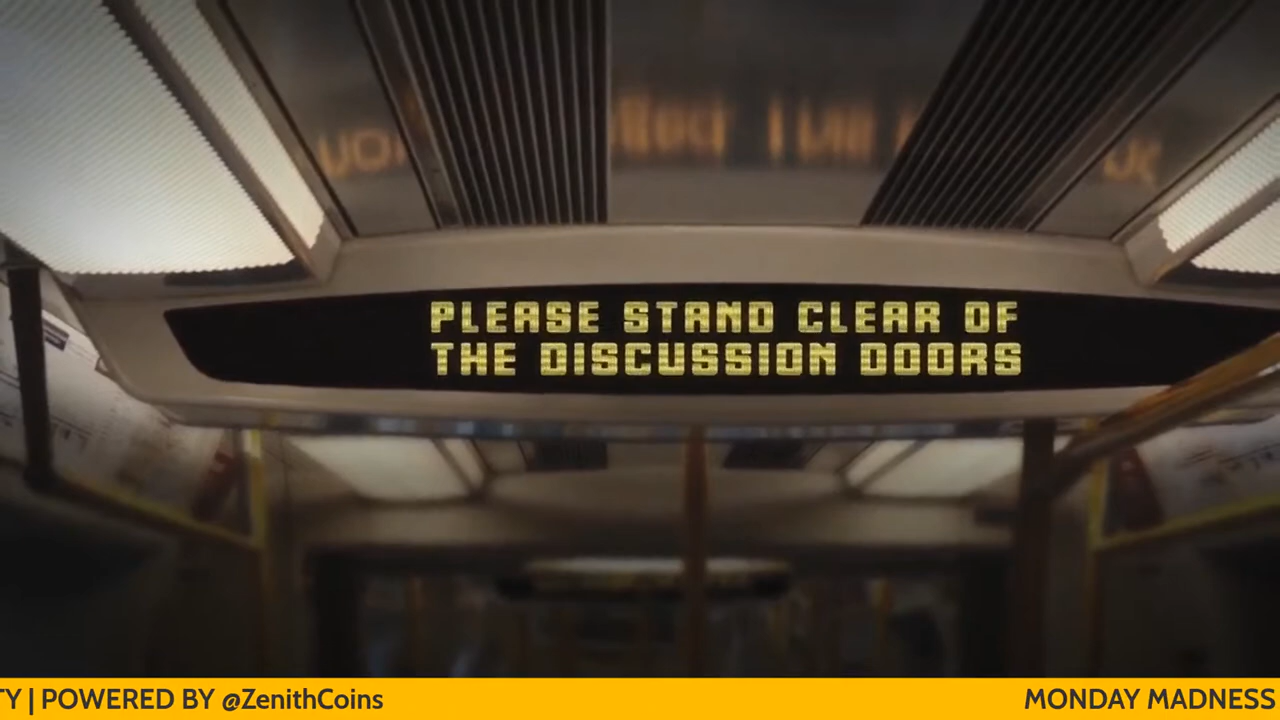 PLEASE STAND CLEAR OF
THE DISCUSSION DOORS
TY | POWERED BY @ZenithCoins
MONDAY MADNESS